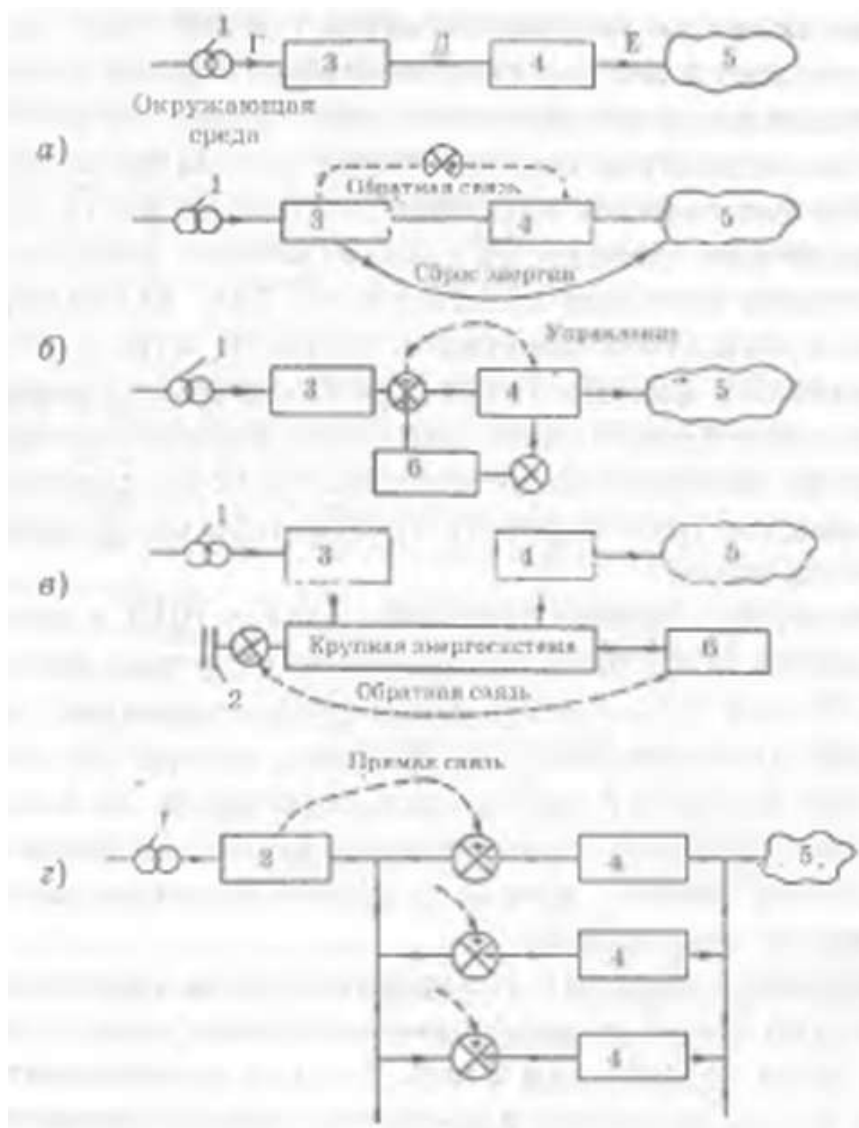 1 Г 3 Д 4 Е 5
Окружающая
среда
а)
1 Обратная связь
3 4 5
Сброс энергии
б)
Управление
1 3 4 5
6
1 3 4 5
в)
Крупная энергосистема 6
2 Обратная связь
Прямая связь
г)
4 5
4
4